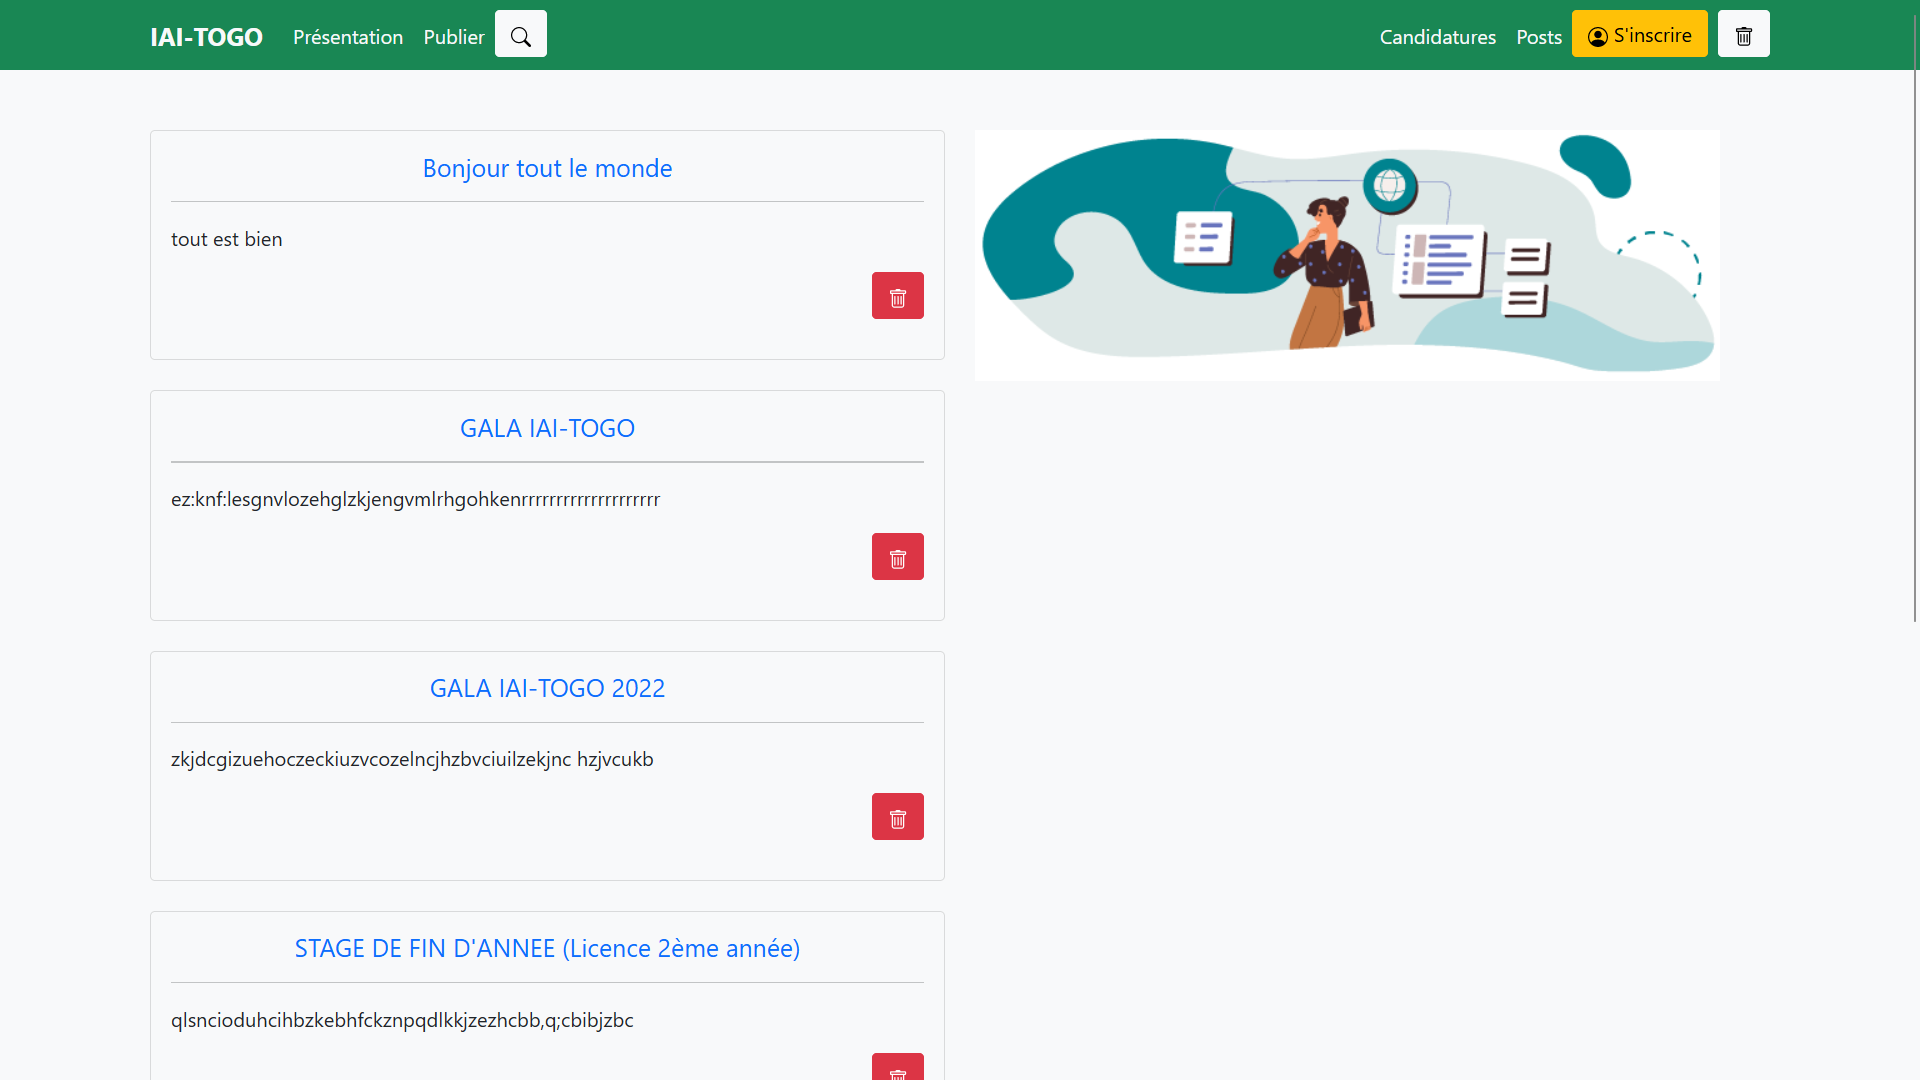 IAI-TOGO Présentation Publier Candidatures Posts S'inscrire
Bonjour tout le monde
tout est bien
GALA IAI-TOGO
ez:knf:lesgnvlozehglzkjengvmlrhgohkenrrrrrrrrrrrrrrrrrrrr
GALA IAI-TOGO 2022
zkjdcgizuehoczeckiuzvcozelncjhzbvciuilzekjnc hzjvcukb
STAGE DE FIN D'ANNEE (Licence 2ème année)
qlsncioduhcihbzkebhfckznpqdlkkjzezhcbb,q;cbibjzbc